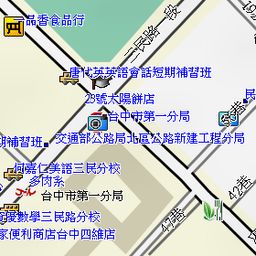 一品香食品行
三民路一段
唐代英英語會話短期補習班
23號太陽餅店
台中市第一分局
民
期補習班
交通部公路局北區公路新建工程分局
何嘉仁美語三民分校
多肉系
台中市第一分局
42巷
47巷
數學三民路分校
家便利商店台中四維店